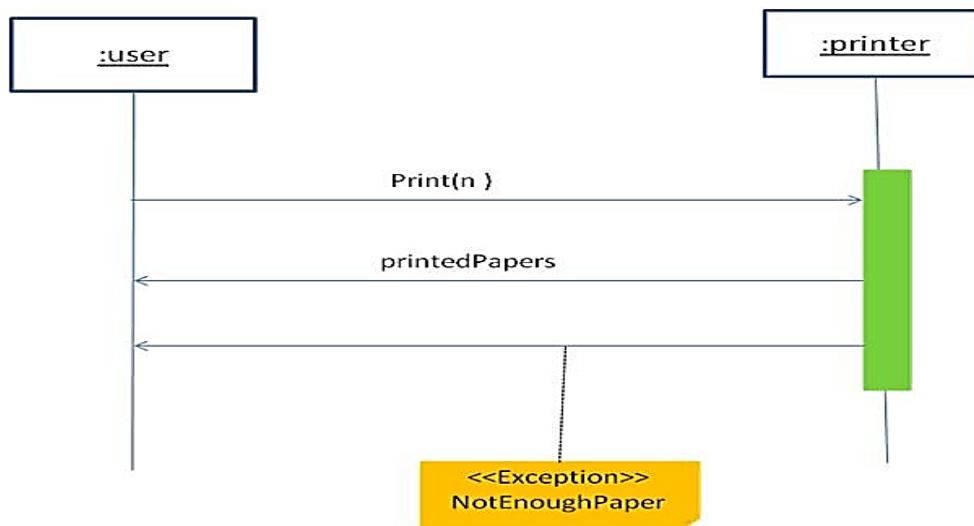 :user
:printer
Print(n )
printedPapers
<<Exception>>
NotEnoughPaper